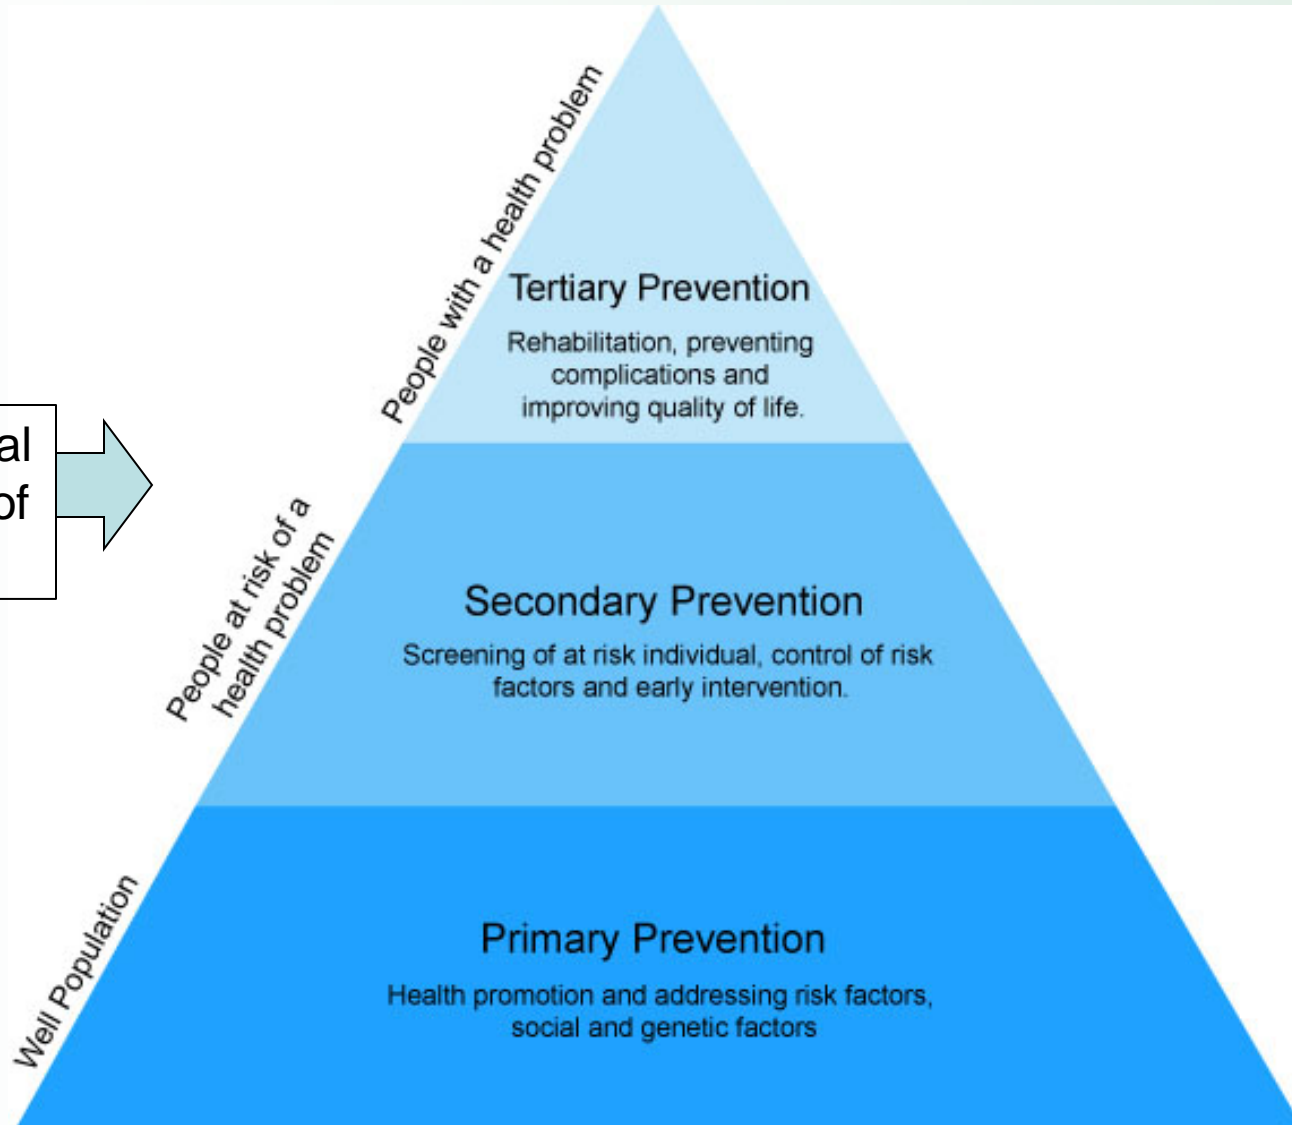 People with a health problem
Tertiary Prevention
Rehabilitation, preventing
complications and
improving quality of life.
al
of
People at risk of a
health problem
Secondary Prevention
Screening of at risk individual, control of risk
factors and early intervention.
Well Population
Primary Prevention
Health promotion and addressing risk factors,
social and genetic factors